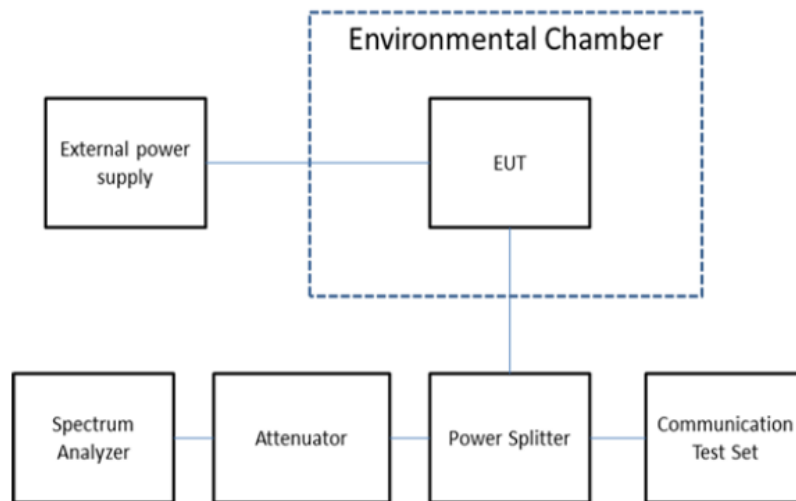 Environmental Chamber
External power
supply
EUT
Spectrum
Analyzer
Attenuator
Power Splitter
Communication
Test Set